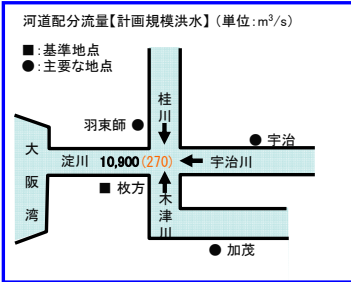 河道配分流量【計画規模洪水】(単位:m³/s)
■:基準地点
●:主要な地点
桂川
羽束師 ●
● 宇治
大阪湾
淀川 10,900(270)
宇治川
■ 枚方
木津川
● 加茂